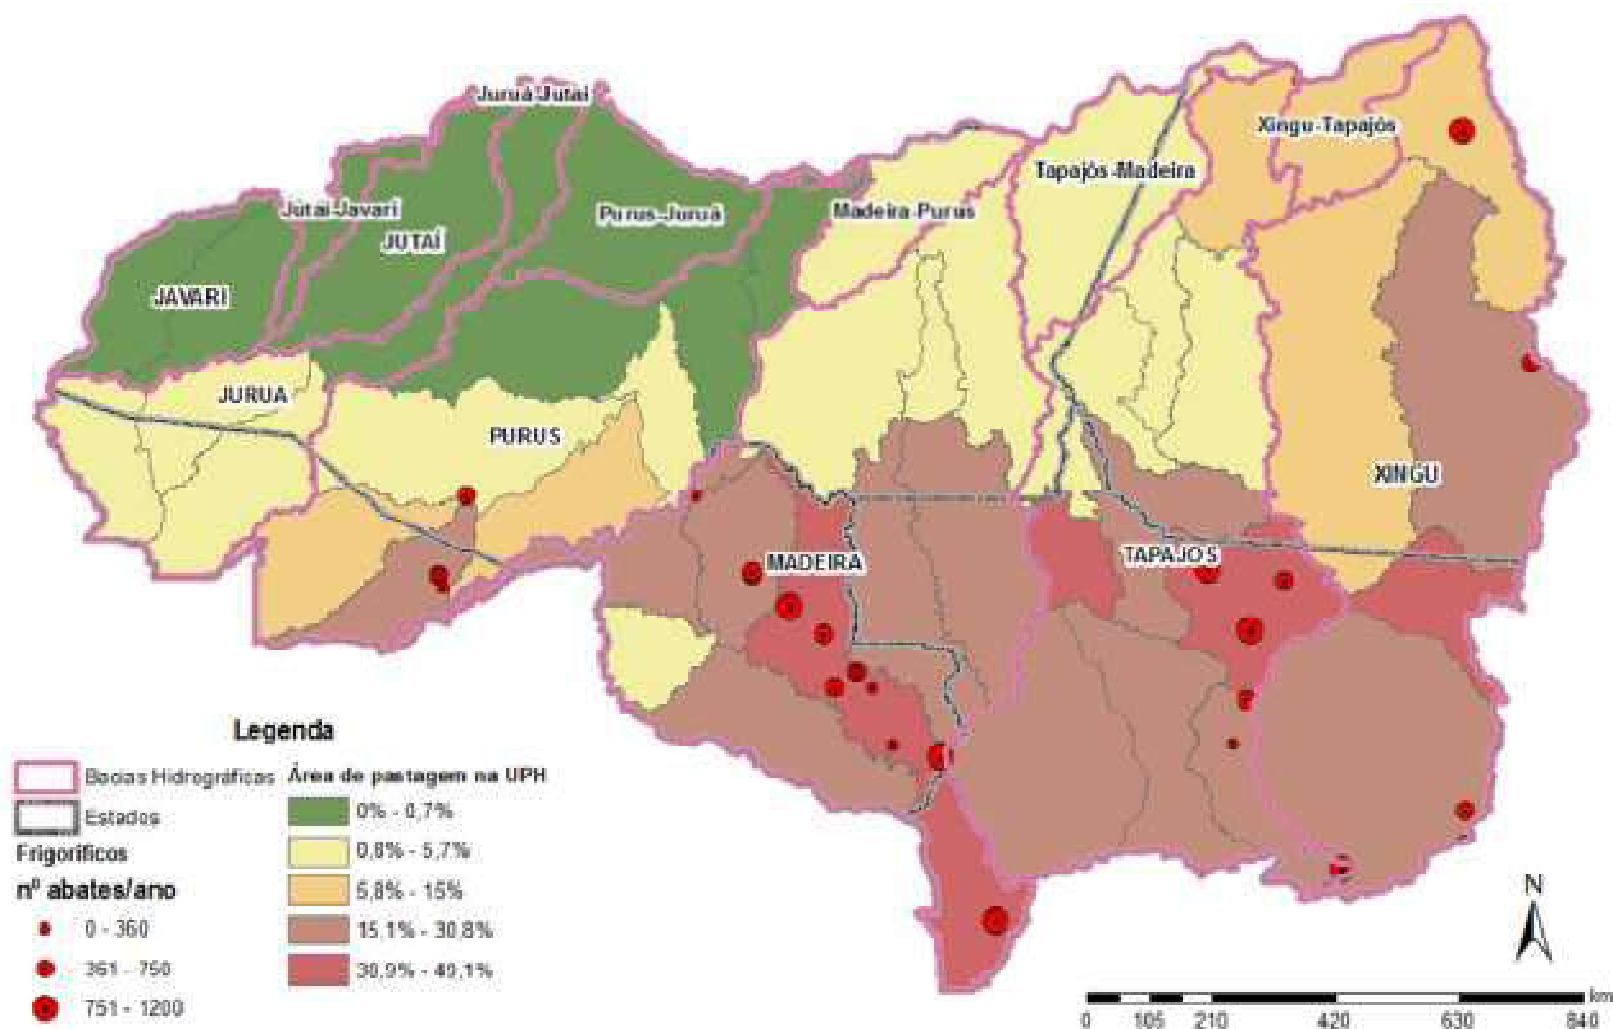 Juruá-Jutaí
Xingu-Tapajós
Tapajós-Madeira
Jutaí-Javarí
Purus-Juruá
Madeira-Purus
JUTAÍ
JAVARI
JURUA
PURUS
XINGU
MADEIRA
TAPAJOS
Legenda
Bacias Hidrográficas
Estados
Frigoríficos
nº abates/ano
0 - 360
361 - 750
751 - 1200
Área de pastagem na UPH
0% - 0,7%
0,8% - 5,7%
5,8% - 15%
15,1% - 30,8%
30,9% - 49,1%
N
km
0 105 210 420 630 840